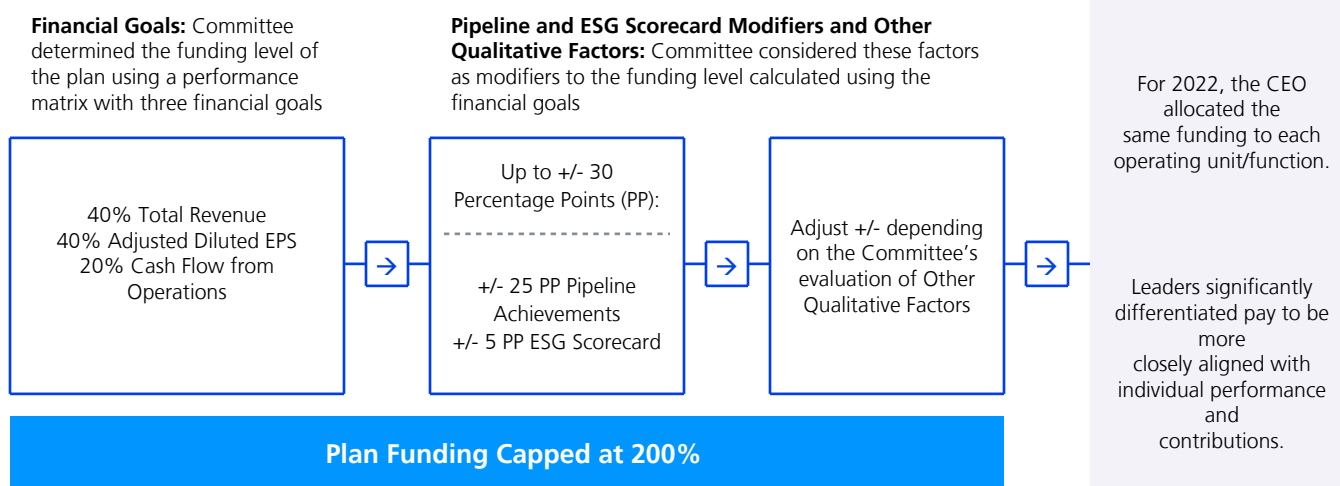 Financial Goals: Committee
determined the funding level of
the plan using a performance
matrix with three financial goals
Pipeline and ESG Scorecard Modifiers and Other
Qualitative Factors: Committee considered these factors
as modifiers to the funding level calculated using the
financial goals
40% Total Revenue
40% Adjusted Diluted EPS
20% Cash Flow from
Operations
Up to +/- 30
Percentage Points (PP):
+/- 25 PP Pipeline
Achievements
+/- 5 PP ESG Scorecard
Adjust +/- depending
on the Committee’s
evaluation of Other
Qualitative Factors
Plan Funding Capped at 200%
For 2022, the CEO
allocated the
same funding to each
operating unit/function.
Leaders significantly
differentiated pay to be
more
closely aligned with
individual performance
and
contributions.